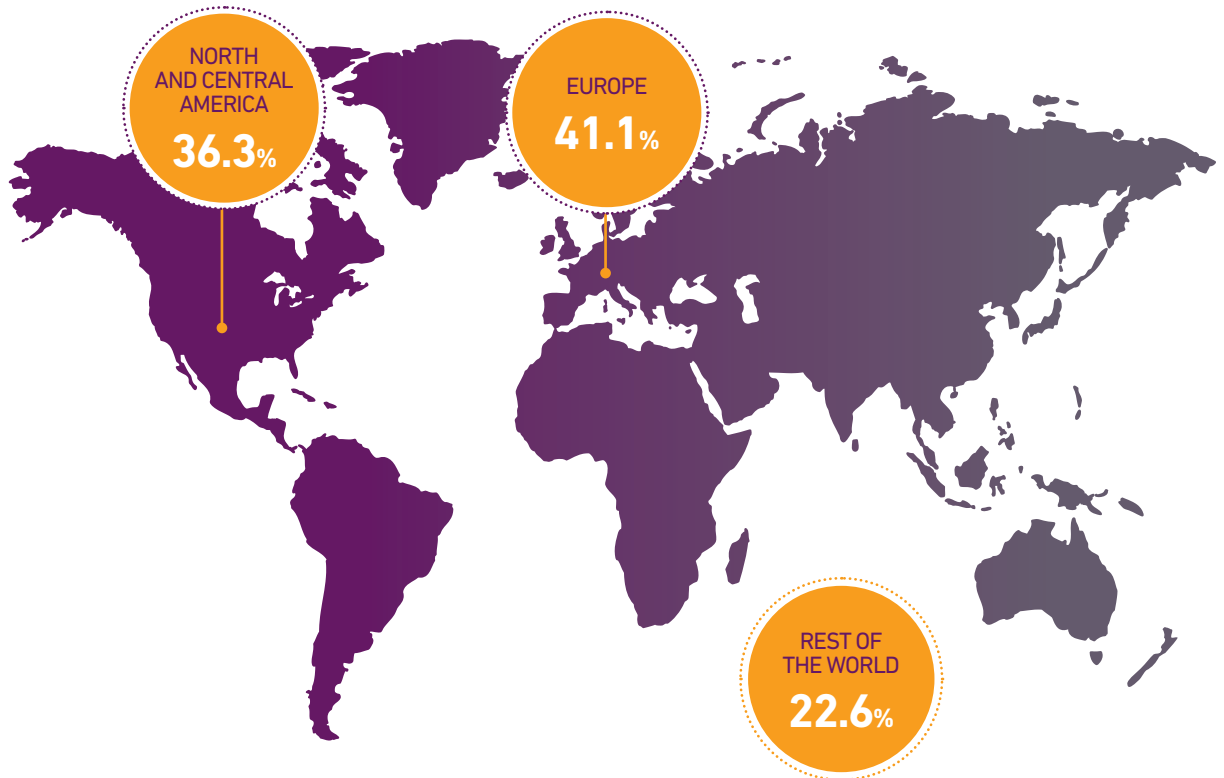 NORTH
AND CENTRAL
AMERICA
36.3%
EUROPE
41.1%
REST OF
THE WORLD
22.6%